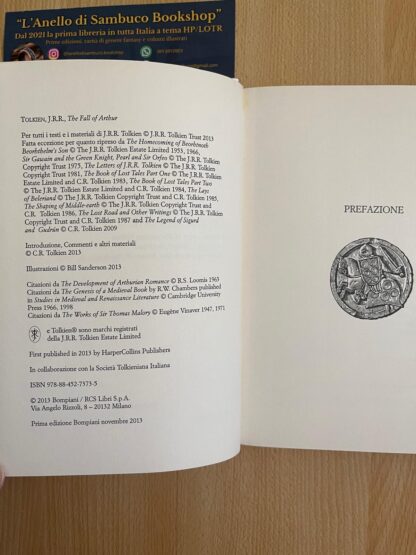 “L’Anello di Sambuco Bookshop”
Dal 2021 la prima libreria in tutta Italia a tema HP/LOTR
Prime edizioni, tanta di genere fantasy e volumi illustrati
TOLKIEN, J.R.R., The Fall of Arthur
Per tutti i testi e i materiali di J.R.R. Tolkien © J.R.R. Tolkien Trust 2013
Fatta eccezione per quanto ripreso da The Homecoming of Beorhtnoth
Beorhthelm's Son © The J.R.R. Tolkien Estate Limited 1953, 1966,
Sir Gawain and the Green Knight, Pearl and Sir Orfeo © The J.R.R. Tolkien
Copyright Trust 1975, The Letters of J.R.R. Tolkien © The J.R.R. Tolkien
Copyright Trust 1981, The Book of Lost Tales Part One © The J.R.R. Tolkien
Estate Limited and C.R. Tolkien 1983, The Book of Lost Tales Part Two
© The J.R.R. Tolkien Estate Limited and C.R. Tolkien 1984, The Lays
of Beleriand © The J.R.R. Tolkien Copyright Trust and C.R. Tolkien 1985,
The Shaping of Middle-earth © The J.R.R. Tolkien Copyright Trust and
C.R. Tolkien 1986, The Lost Road and Other Writings © The J.R.R. Tolkien
Copyright Trust and C.R. Tolkien 1987 and The Legend of Sigurd
and Gudrún © C.R. Tolkien 2009
Introduzione, Commenti e altri materiali
© C.R. Tolkien 2013
Illustrazioni © Bill Sanderson 2013
Citazioni da The Development of Arthurian Romance © R.S. Loomis 1963
Citazioni da The Genesis of a Medieval Book by R.W. Chambers published
in Studies in Medieval and Renaissance Literature © Cambridge University
Press 1966, 1998
Citazioni da The Works of Sir Thomas Malory © Eugène Vinaver 1947, 1971
e Tolkien® sono marchi registrati
della J.R.R. Tolkien Estate Limited
First published in 2013 by HarperCollins Publishers
In collaborazione con la Società Tolkieniana Italiana
ISBN 978-88-452-7373-5
© 2013 Bompiani / RCS Libri S.p.A.
Via Angelo Rizzoli, 8 – 20132 Milano
Prima edizione Bompiani novembre 2013
PREFAZIONE